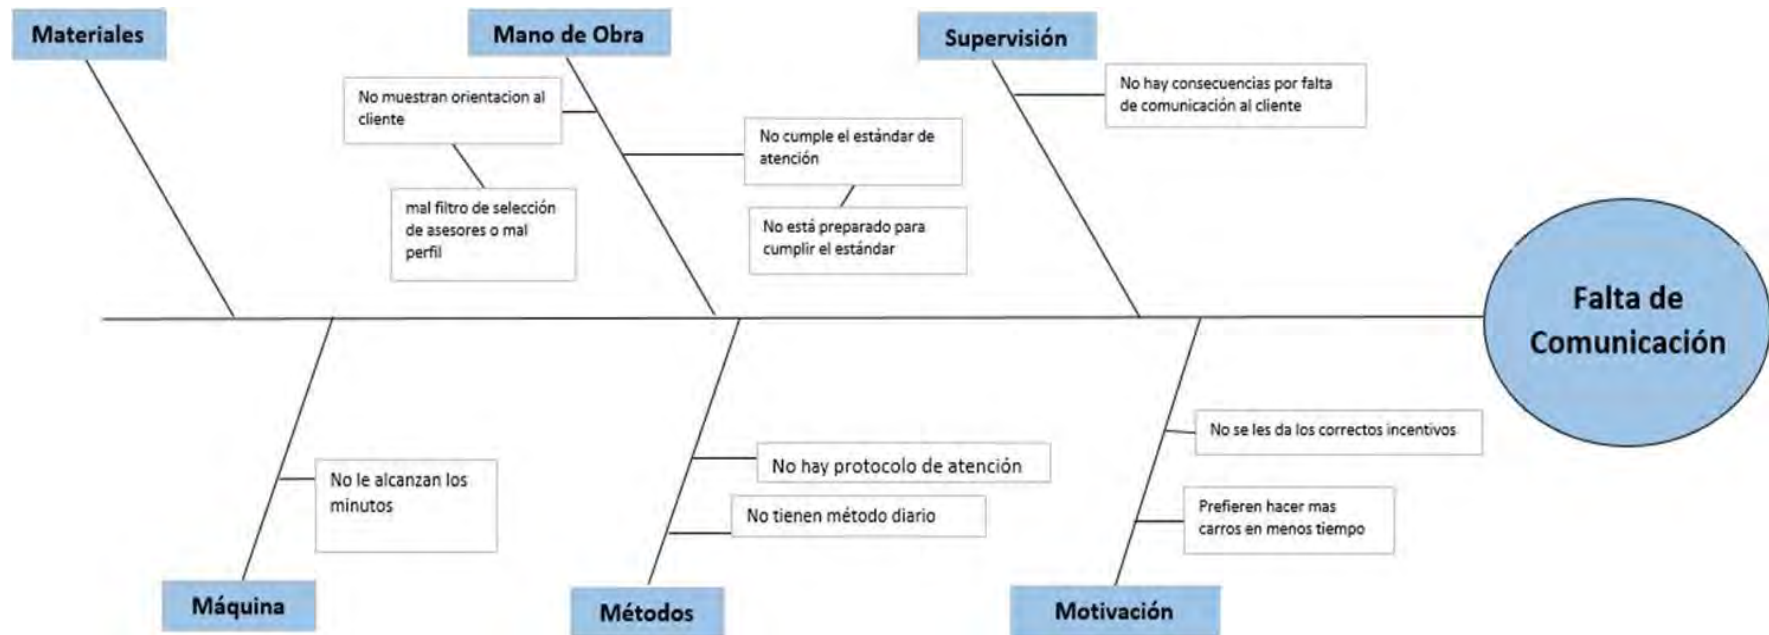 Materiales
Mano de Obra
Supervisión
No muestran orientacion al
cliente
mal filtro de selección
de asesores o mal
perfil
No cumple el estándar de
atención
No está preparado para
cumplir el estándar
No hay consecuencias por falta
de comunicación al cliente
Falta de
Comunicación
No le alcanzan los
minutos
No hay protocolo de atención
No tienen método diario
No se les da los correctos incentivos
Prefieren hacer mas
carros en menos tiempo
Máquina
Métodos
Motivación